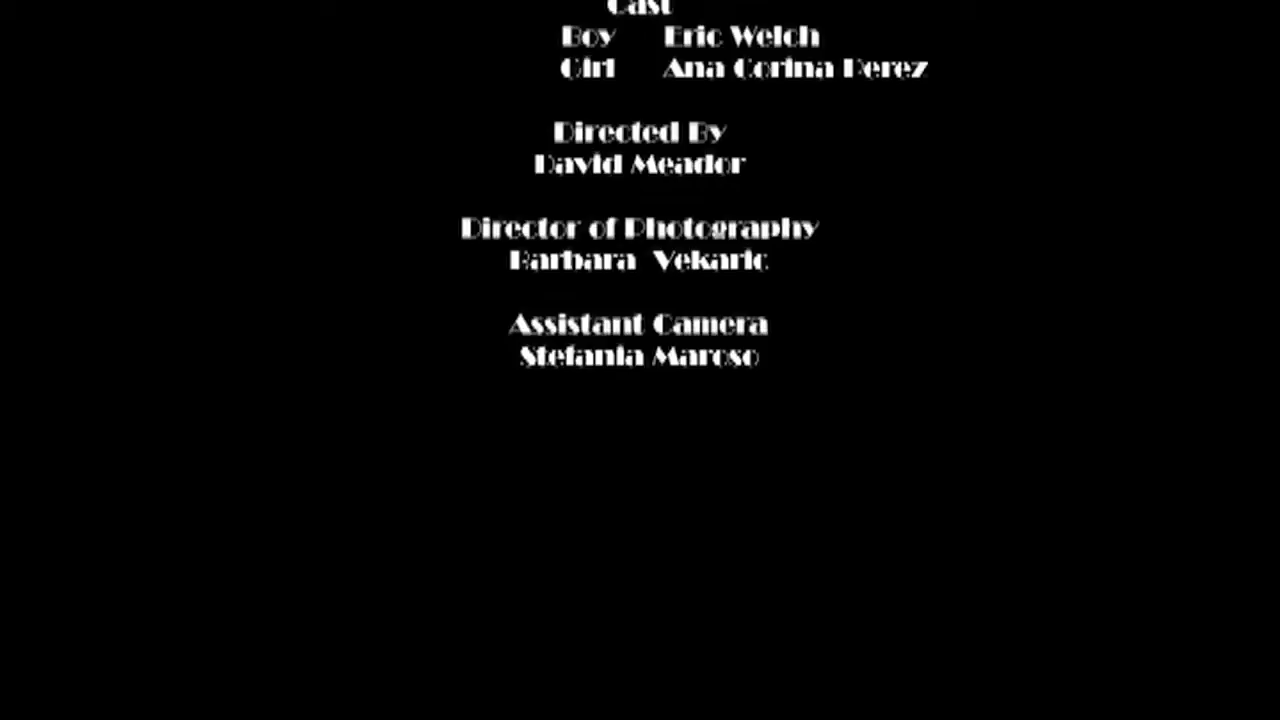 Cast
Boy Eric Welch
Girl Ana Corina Perez
Directed By
David Meador
Director of Photography
Barbara Vekaric
Assistant Camera
Stefania Maroso